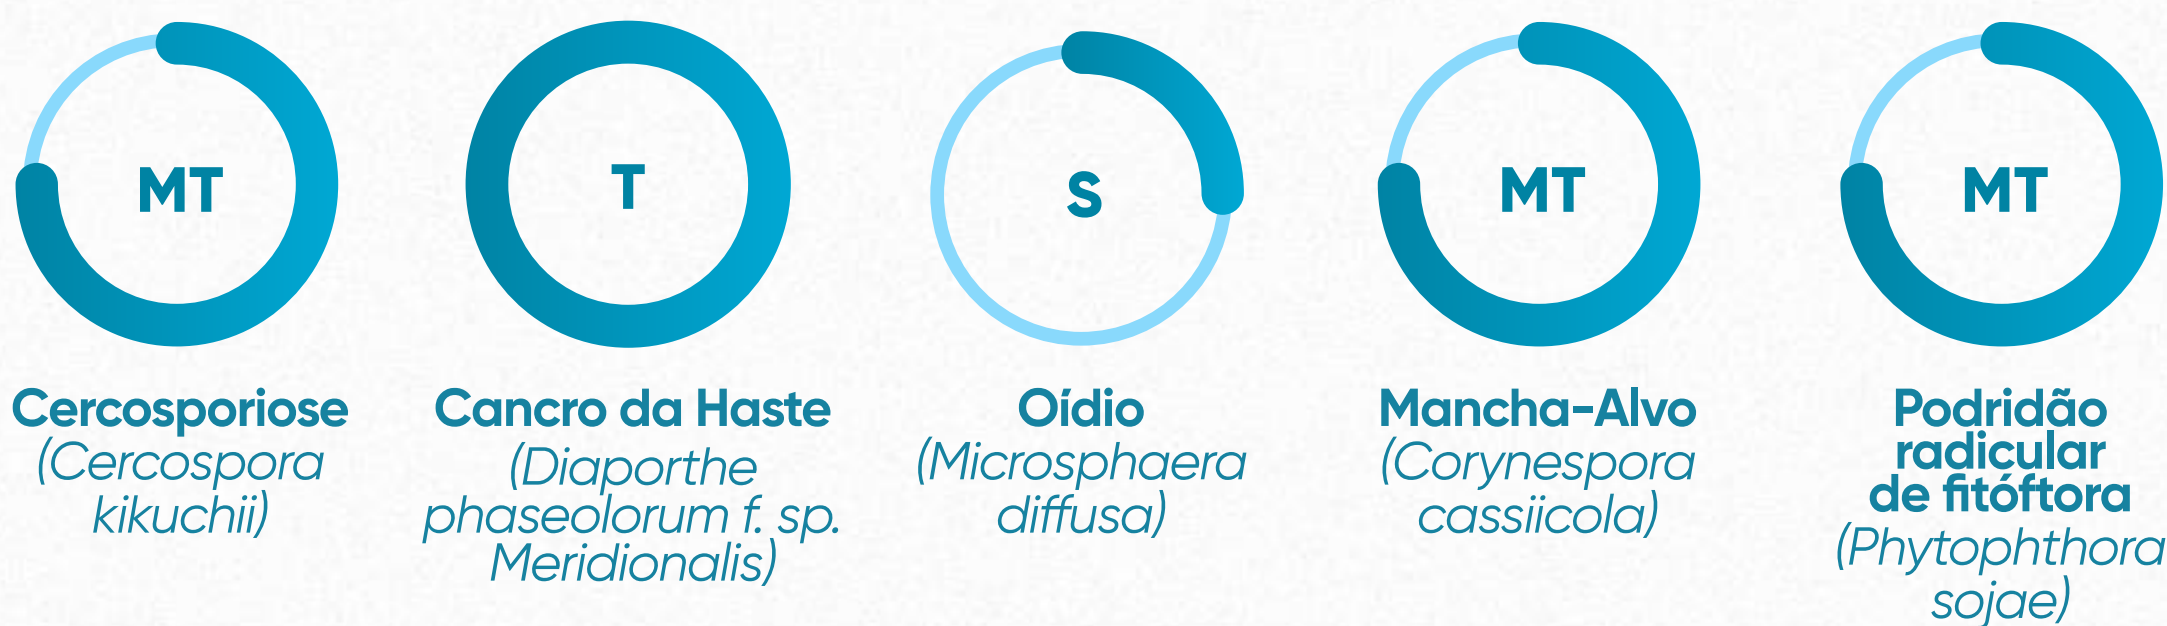 MT
Cercosporiose
(Cercospora
kikuchii)
T
Cancro da Haste
(Diaporthe
phaseolorum f. sp.
Meridionalis)
S
Oídio
(Microsphaera
diffusa)
MT
Mancha-Alvo
(Corynespora
cassiicola)
MT
Podridão
radicular
de fitóftora
(Phytophthora
sojae)